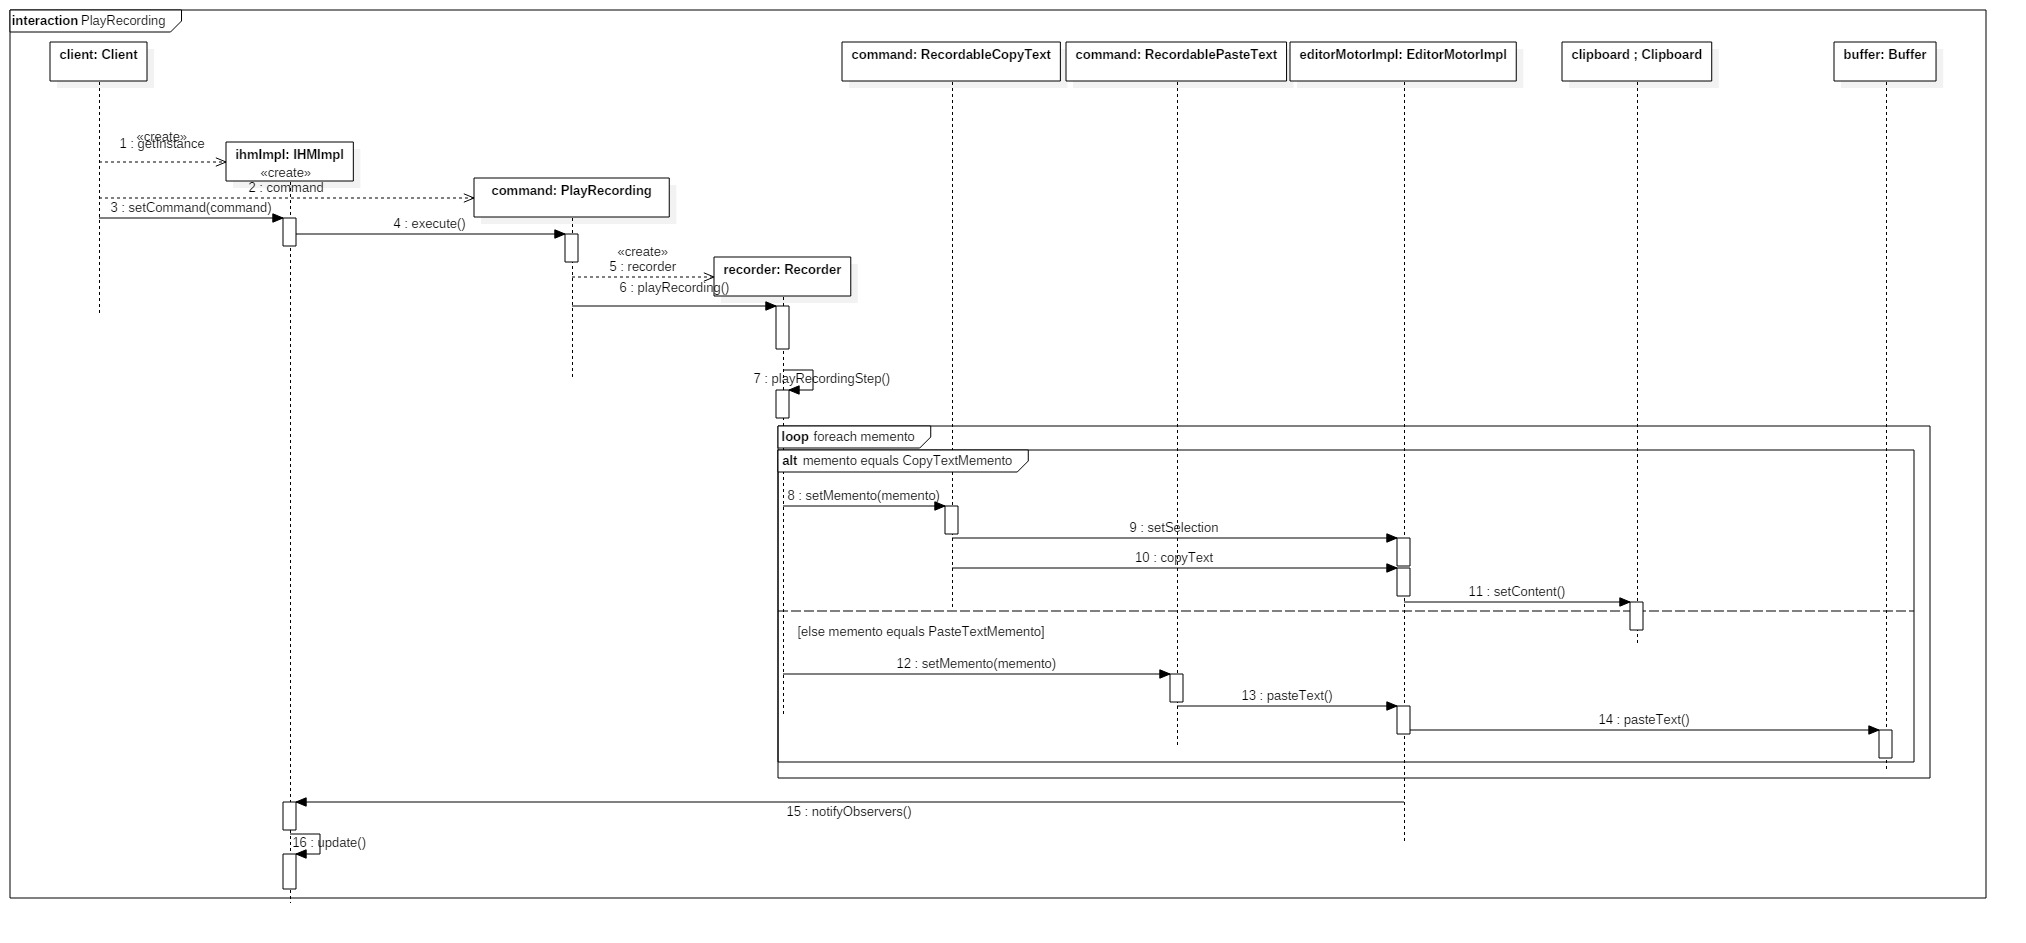 interaction PlayRecording
client: Client
command: RecordableCopyText
command: RecordablePasteText
editorMotorImpl: EditorMotorImpl
clipboard ; Clipboard
buffer: Buffer
«create»
1 : getInstance
ihmImpl: IHMImpl
«create»
2 : command
command: PlayRecording
3 : setCommand(command)
4 : execute()
«create»
5 : recorder
recorder: Recorder
6 : playRecording()
7 : playRecordingStep()
loop foreach memento
alt memento equals CopyTextMemento
8 : setMemento(memento)
9 : setSelection
10 : copyText
11 : setContent()
[else memento equals PasteTextMemento]
12 : setMemento(memento)
13 : pasteText()
14 : pasteText()
15 : notifyObservers()
16 : update()